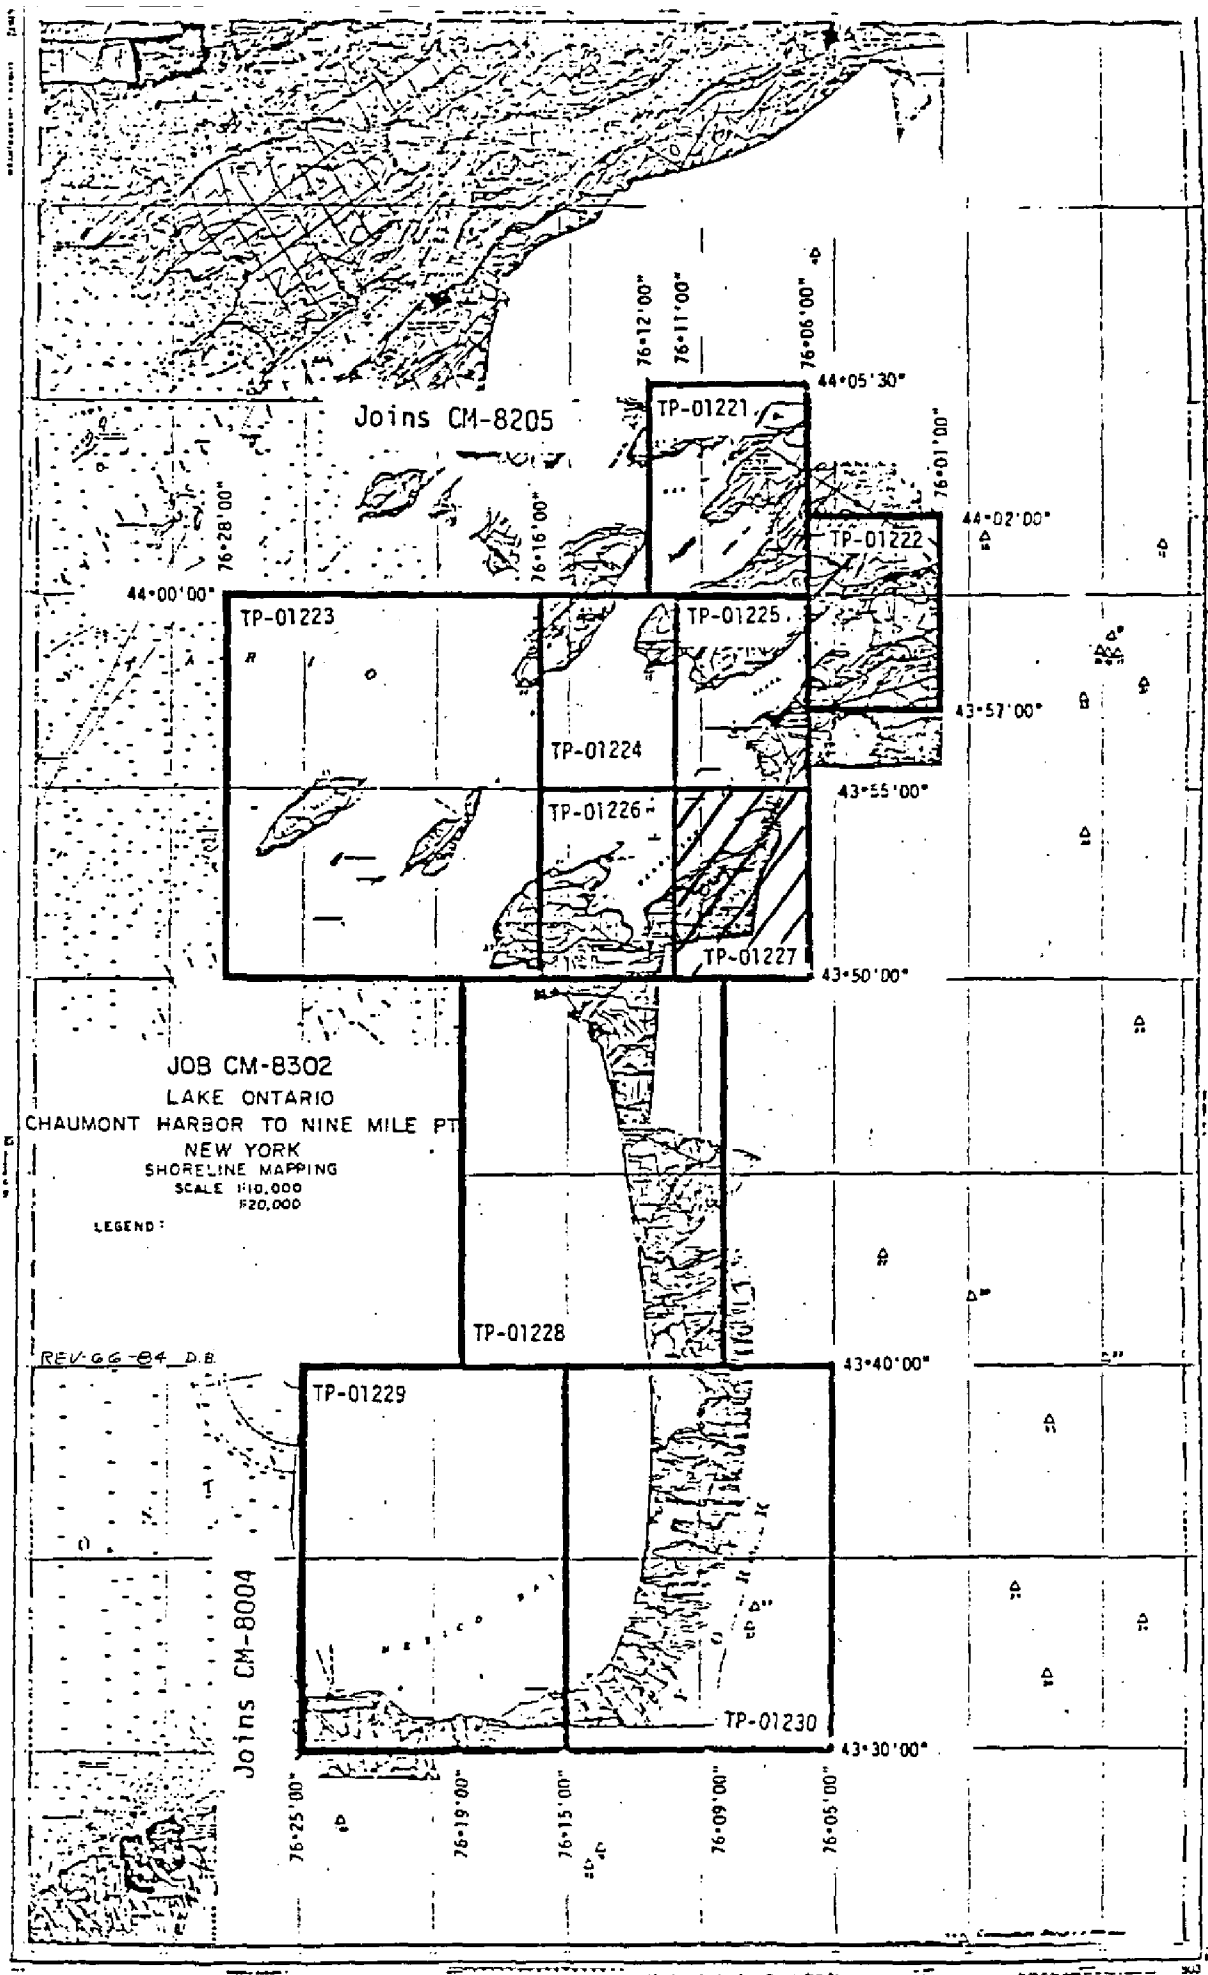 76°12'00"
76°11'00"
76°06'00"
44°05'30"
Joins CM-8205
TP-01221
76°01'00"
76°28'00"
76°16'00"
44°02'00"
TP-01222
44°00'00"
TP-01223
TP-01225
R I O
43°57'00"
TP-01224
43°55'00"
TP-01226
TP-01227
43°50'00"
JOB CM-8302
LAKE ONTARIO
CHAUMONT HARBOR TO NINE MILE PT
NEW YORK
SHORELINE MAPPING
SCALE 1:10,000
1:20,000
LEGEND:
TP-01228
REV-6G-84 D.B.
43°40'00"
TP-01229
Joins CM-8004
MEXICO BAY
TP-01230
43°30'00"
76°25'00"
76°19'00"
76°15'00"
76°09'00"
76°05'00"